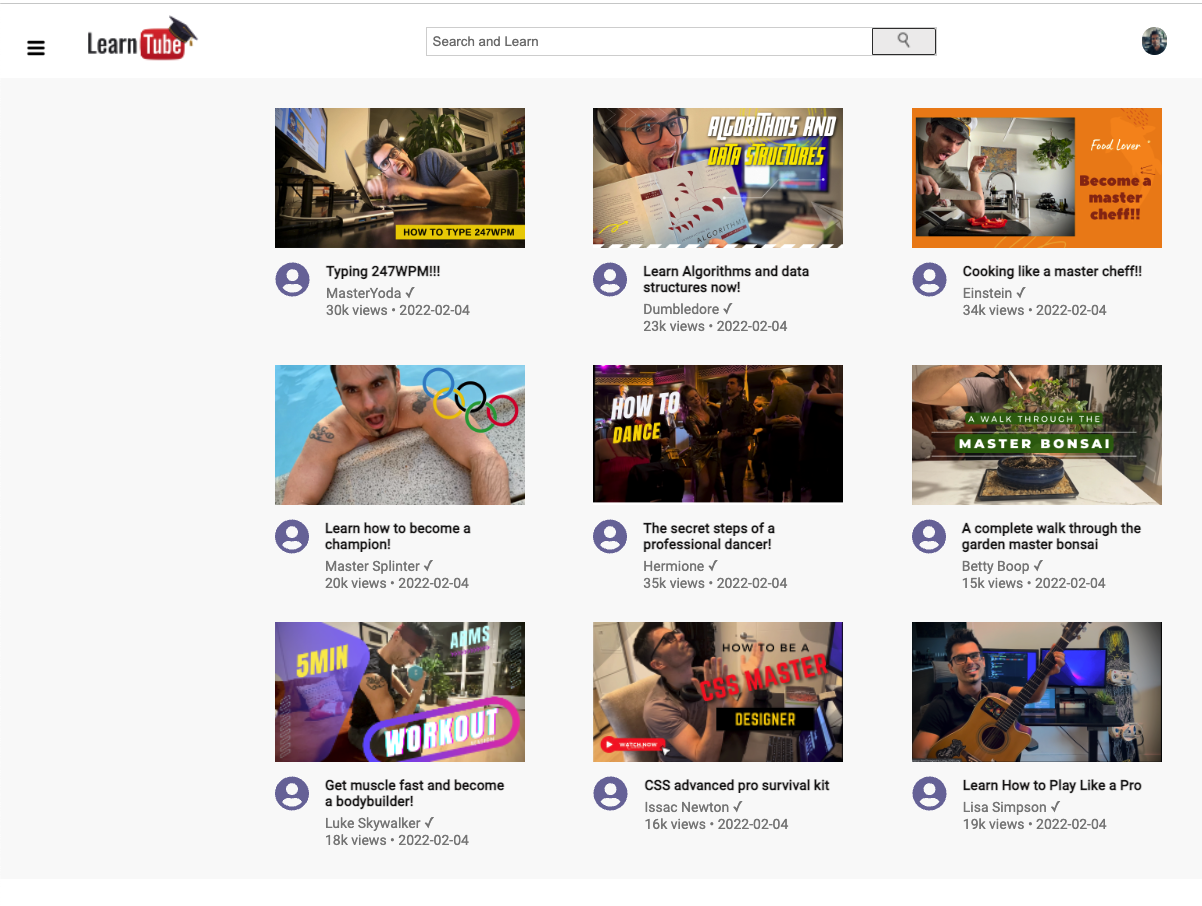 Learn Tube
Search and Learn
HOW TO TYPE 247WPM
ALGORITHMS AND
DATA STRUCTURES
ALGORITHMS
Food Lover
Become a
master
cheff!!
Typing 247WPM!!!
MasterYoda ✓
30k views • 2022-02-04
Learn Algorithms and data
structures now!
Dumbledore ✓
23k views • 2022-02-04
Cooking like a master cheff!!
Einstein ✓
34k views • 2022-02-04
HOW TO
DANCE
A WALK THROUGH THE
MASTER BONSAI
Learn how to become a
champion!
Master Splinter ✓
20k views • 2022-02-04
The secret steps of a
professional dancer!
Hermione ✓
35k views • 2022-02-04
A complete walk through the
garden master bonsai
Betty Boop ✓
15k views • 2022-02-04
5MIN
ARMS
WORKOUT
HOW TO BE A
CSS MASTER
DESIGNER
WATCH NOW
Get muscle fast and become
a bodybuilder!
Luke Skywalker ✓
18k views • 2022-02-04
CSS advanced pro survival kit
Issac Newton ✓
16k views • 2022-02-04
Learn How to Play Like a Pro
Lisa Simpson ✓
19k views • 2022-02-04